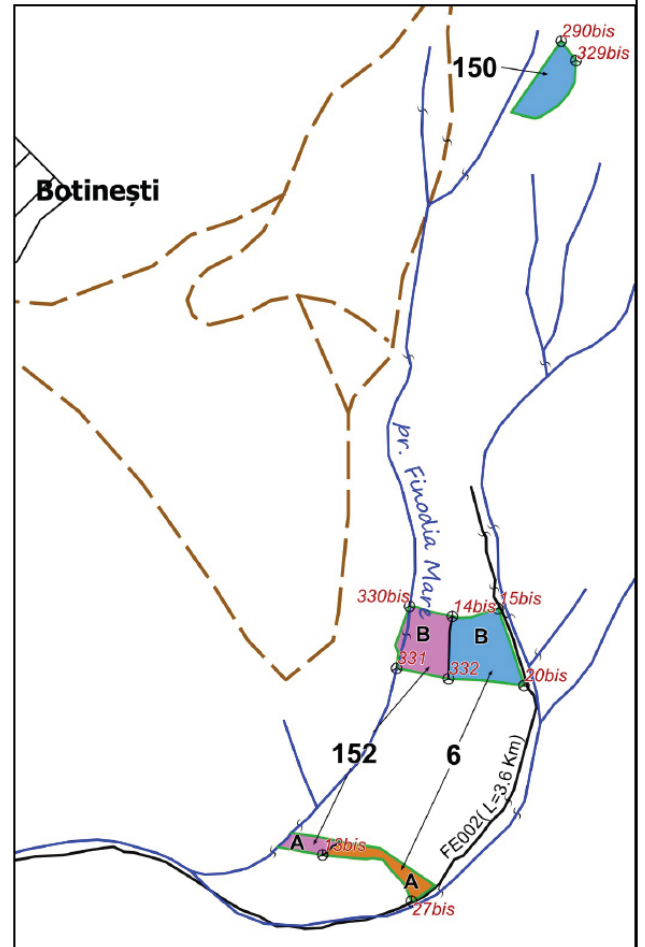 290bis
329bis
150
Botinești
pr. Finodia Mare
330bis
14bis
15bis
B
B
331
332
20bis
152
6
FE002( L=3.6 Km)
A
13bis
A
27bis